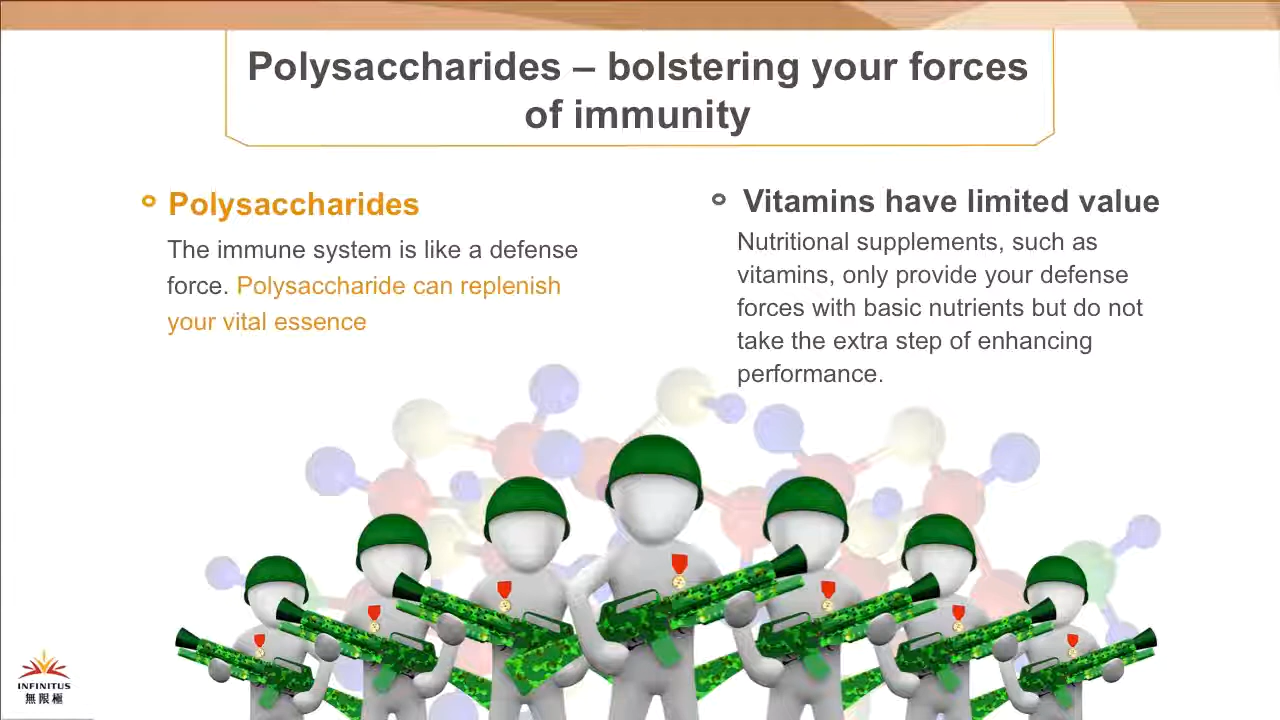 Polysaccharides – bolstering your forces
of immunity
Polysaccharides
The immune system is like a defense
force. Polysaccharide can replenish
your vital essence
Vitamins have limited value
Nutritional supplements, such as
vitamins, only provide your defense
forces with basic nutrients but do not
take the extra step of enhancing
performance.
INFINITUS
無限極